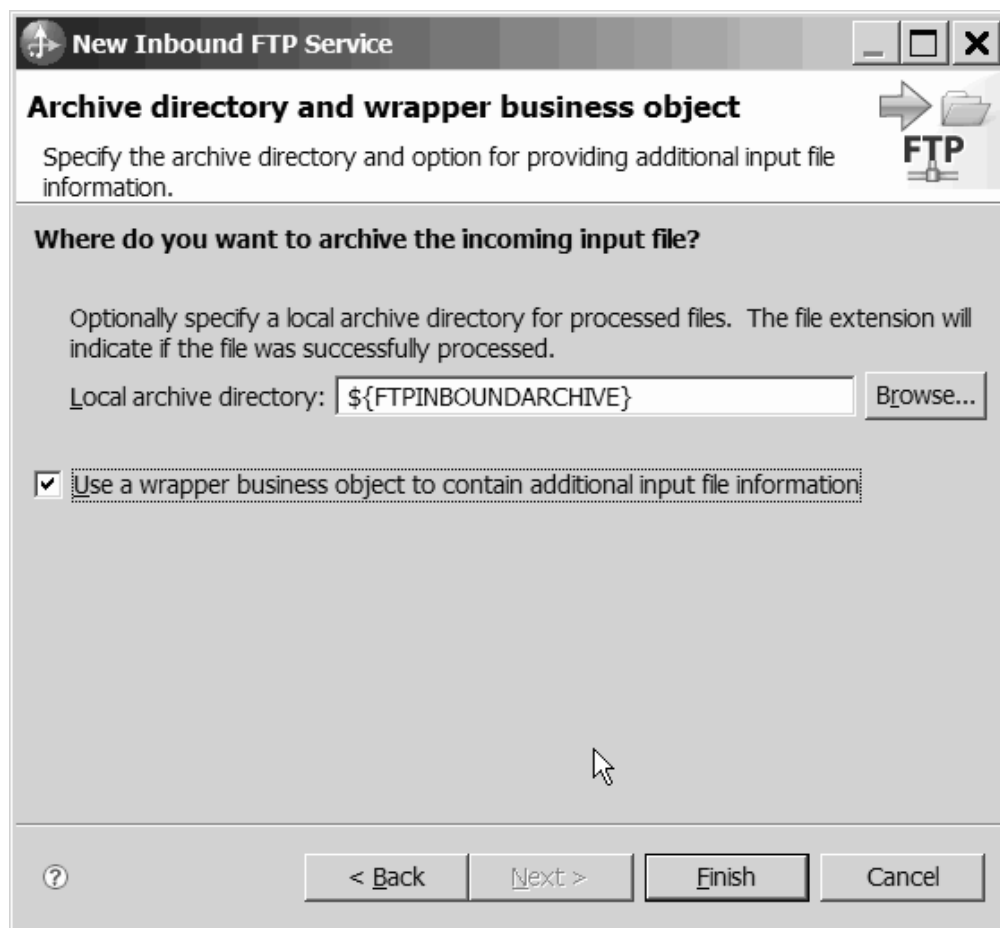 New Inbound FTP Service
Archive directory and wrapper business object
Specify the archive directory and option for providing additional input file
information.
FTP
Where do you want to archive the incoming input file?
Optionally specify a local archive directory for processed files. The file extension will
indicate if the file was successfully processed.
Local archive directory: ${FTPINBOUNDARCHIVE} Browse...
Use a wrapper business object to contain additional input file information
? < Back Next > Finish Cancel